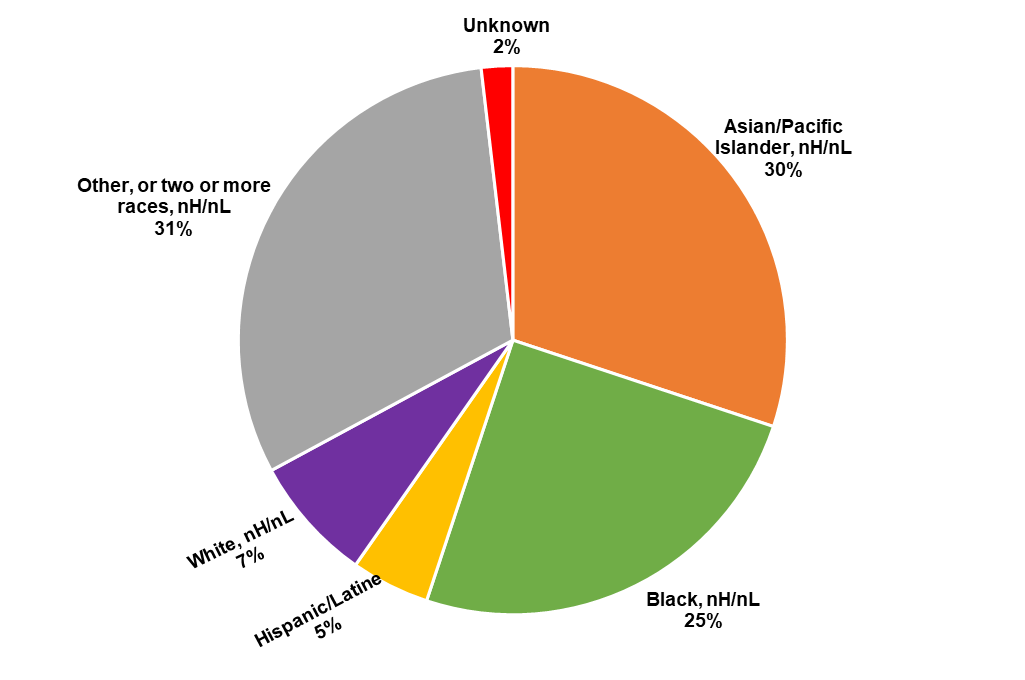 Unknown
2%
Asian/Pacific
Islander, nH/nL
30%
Other, or two or more
races, nH/nL
31%
White, nH/nL
7%
Hispanic/Latine
5%
Black, nH/nL
25%